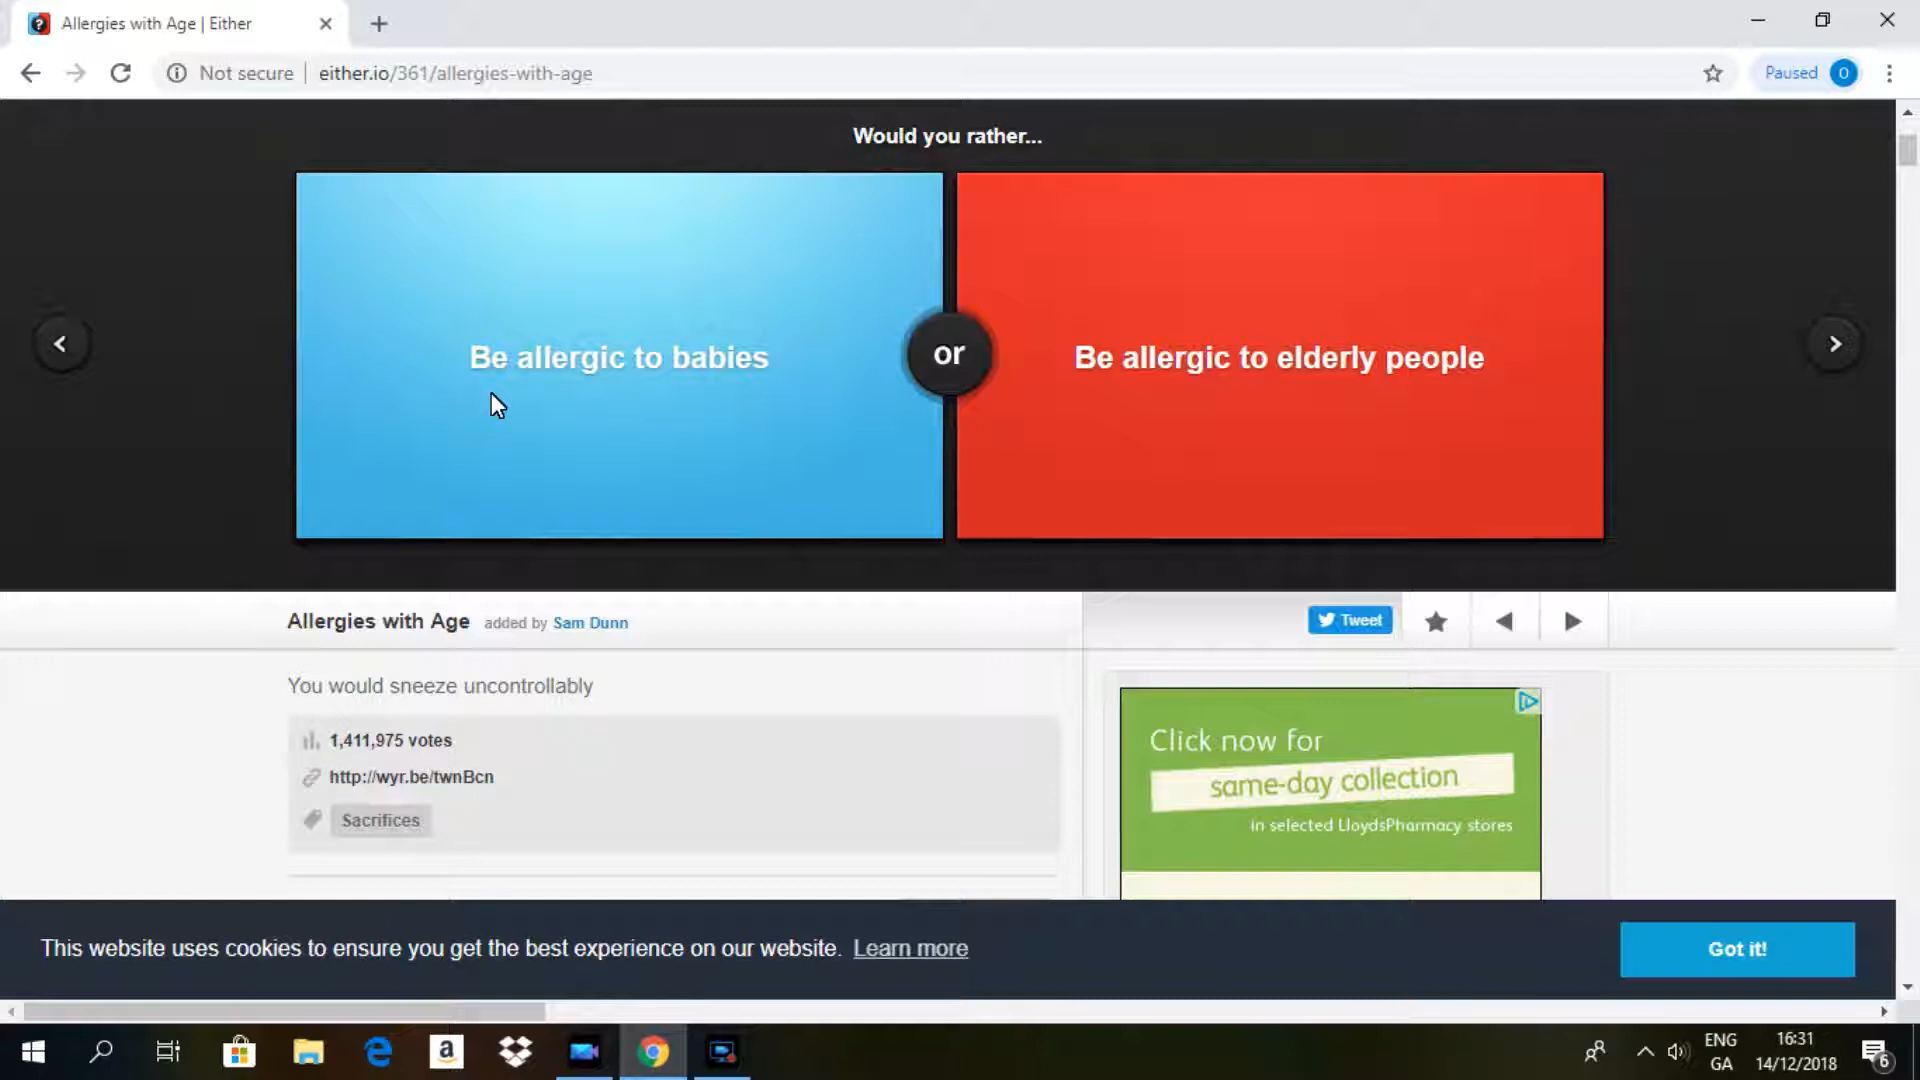 Allergies with Age | Either
Not secure
either.io/361/allergies-with-age
Paused
O
Would you rather...
Be allergic to babies
or
Be allergic to elderly people
Allergies with Age added by Sam Dunn
Tweet
You would sneeze uncontrollably
1,411,975 votes
http://wyr.be/twnBcn
Sacrifices
Click now for
same-day collection
in selected LloydsPharmacy stores
This website uses cookies to ensure you get the best experience on our website. Learn more
Got it!
a
ENG
GA
16:31
14/12/2018
6